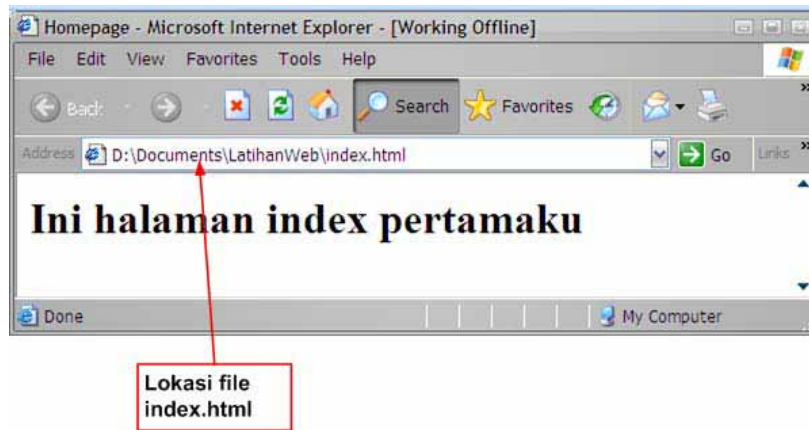 Homepage - Microsoft Internet Explorer - [Working Offline]
File Edit View Favorites Tools Help
Back Search Favorites »
Address D:\Documents\LatihanWeb\index.html Go Links »
Ini halaman index pertamaku
Done My Computer
Lokasi file
index.html